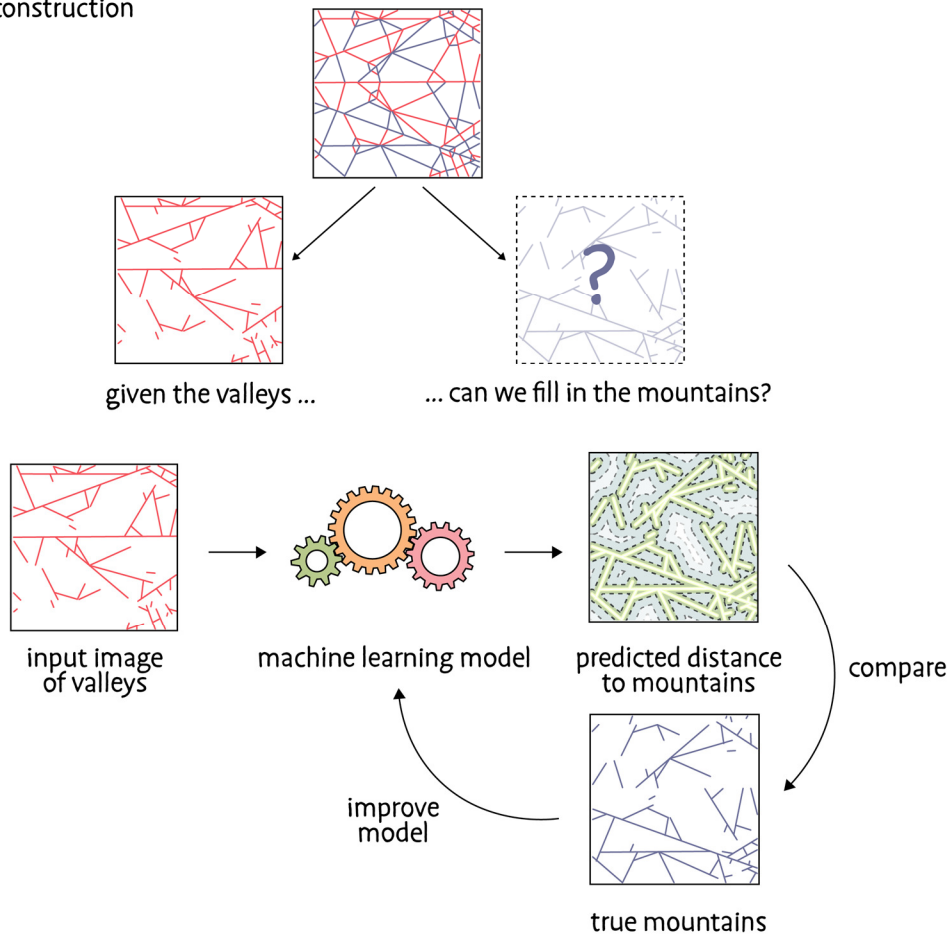 construction
?
given the valleys ...
... can we fill in the mountains?
input image
of valleys
machine learning model
predicted distance
to mountains
compare
improve
model
true mountains